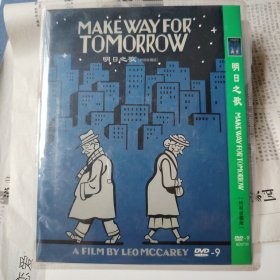 MAKE WAY FOR
TOMORROW
明日之歌
A FILM BY LEO McCAREY
DVD-9
明日之歌
MAKE WAY FOR TOMORROW
DVD-9